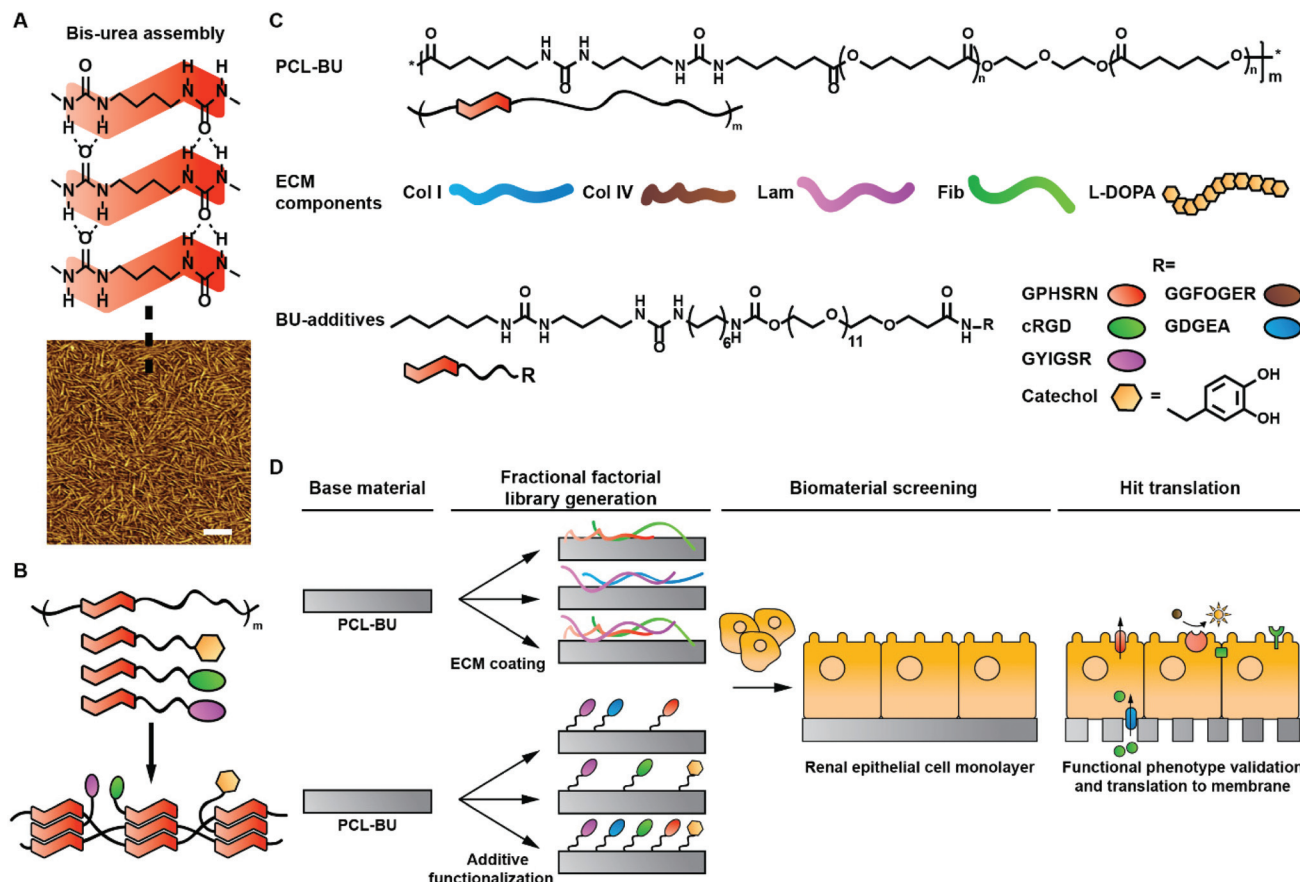 A
Bis-urea assembly
O
H
H
N
N
N
N
H
H
O
O
H
H
N
N
N
N
H
H
O
O
H
H
N
N
N
N
H
H
O
B
m
C
PCL-BU
*
O
H
N
H
N
O
O
N
H
N
H
O
O
O
n
O
O
O
O
O
n
*
m
m
ECM
components
Col I
Col IV
Lam
Fib
L-DOPA
BU-additives
O
N
H
N
H
H
N
H
N
O
6
N
H
O
O
O
11
O
O
O
N
H
R
R
R=
GPHSRN
GGFOGER
cRGD
GDGEA
GYIGSR
Catechol
=
OH
OH
D
Base material
Fractional factorial
library generation
Biomaterial screening
Hit translation
PCL-BU
ECM coating
PCL-BU
Additive
functionalization
Renal epithelial cell monolayer
Functional phenotype validation
and translation to membrane